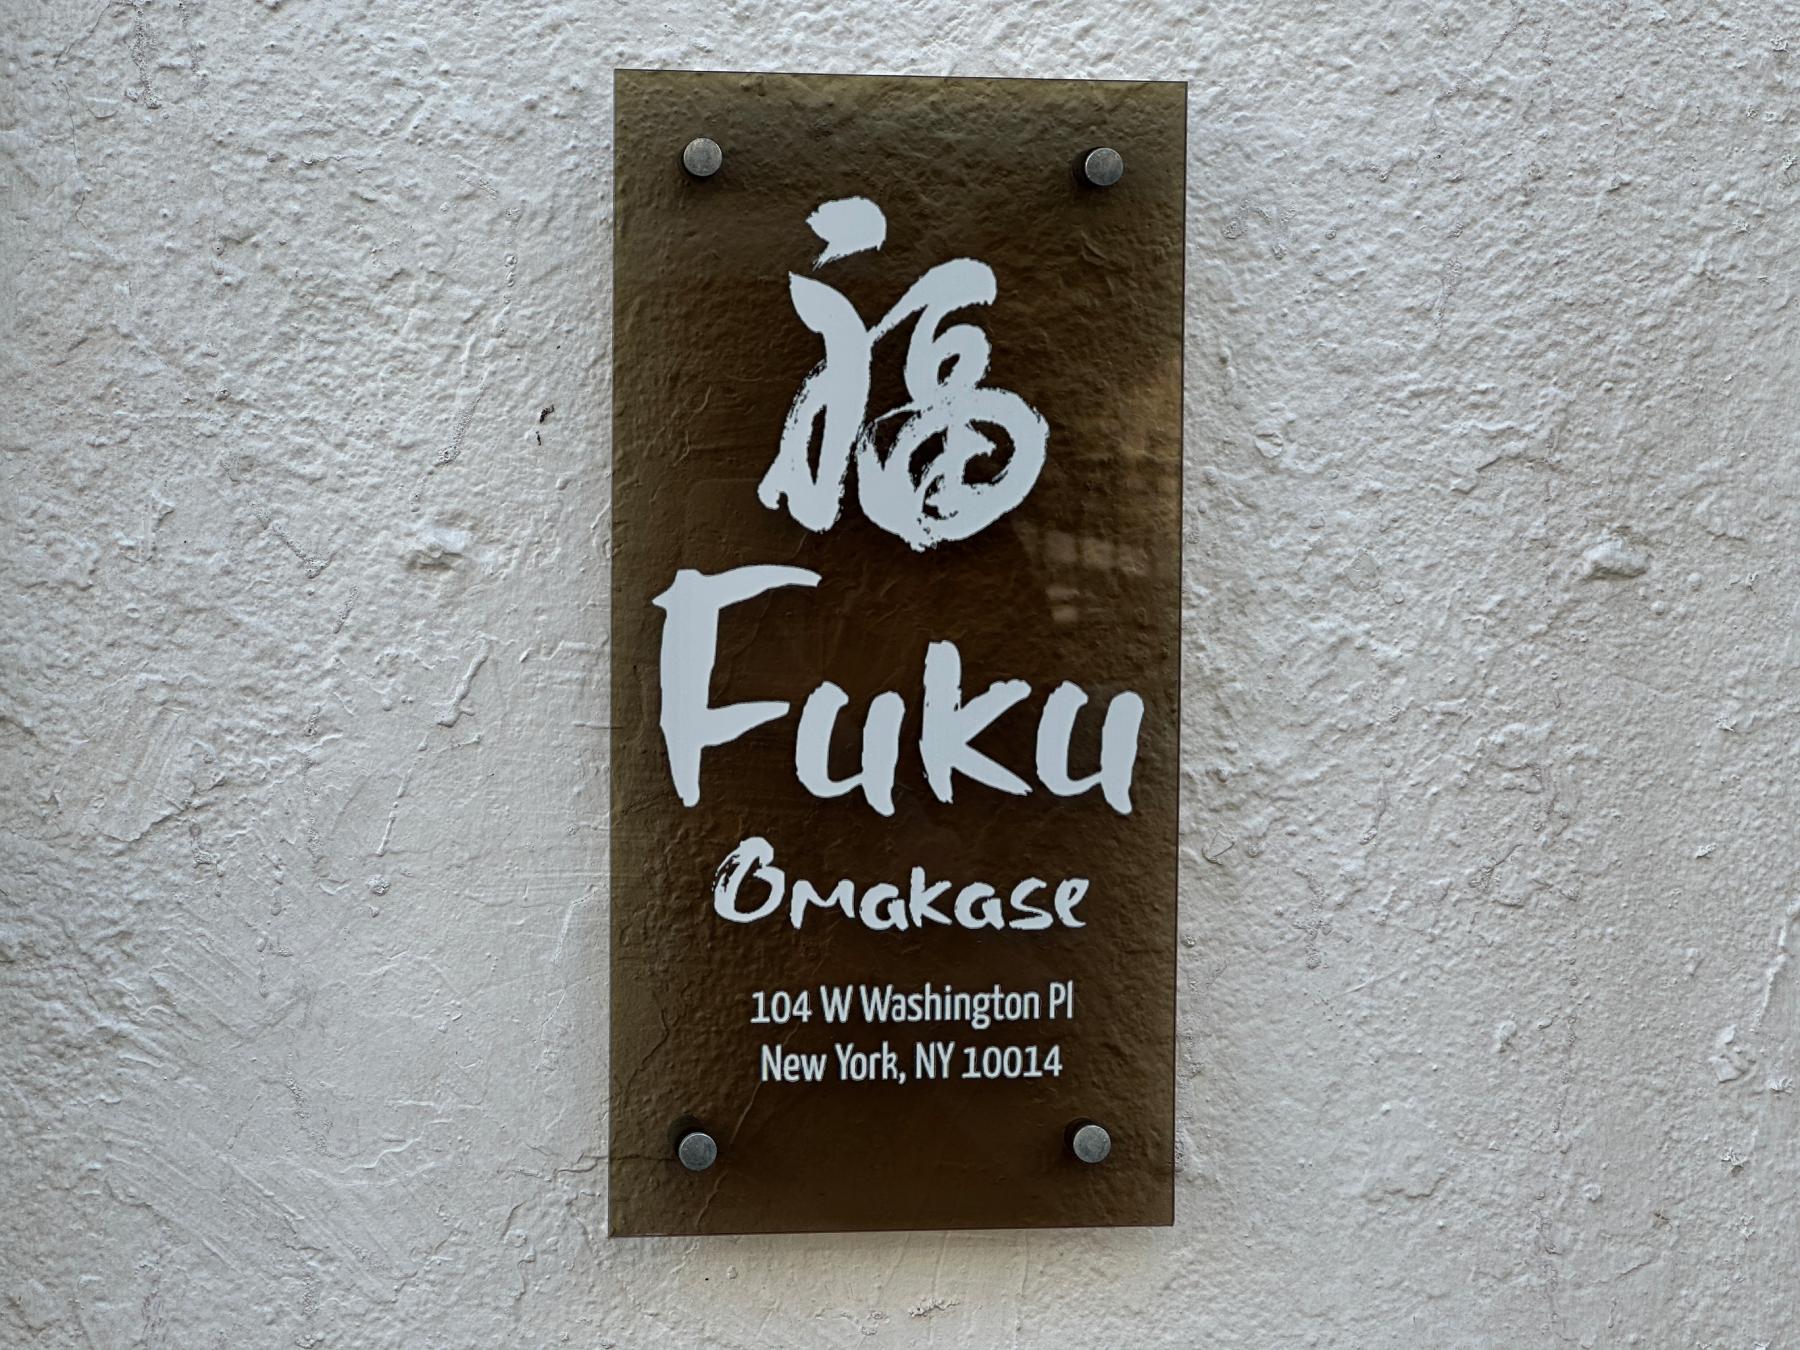 福
Fuku
Omakase
104 W Washington Pl
New York, NY 10014